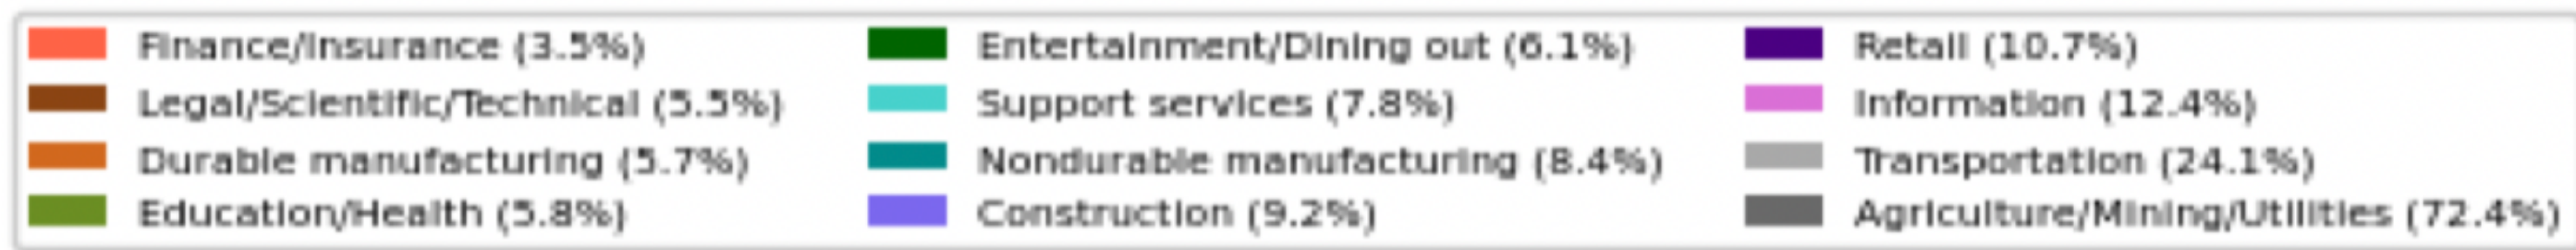 Finance/Insurance (3.5%)
Legal/Scientific/Technical (5.5%)
Durable manufacturing (5.7%)
Education/Health (5.8%)
Entertainment/Dining out (6.1%)
Support services (7.8%)
Nondurable manufacturing (8.4%)
Construction (9.2%)
Retail (10.7%)
Information (12.4%)
Transportation (24.1%)
Agriculture/Mining/Utilities (72.4%)